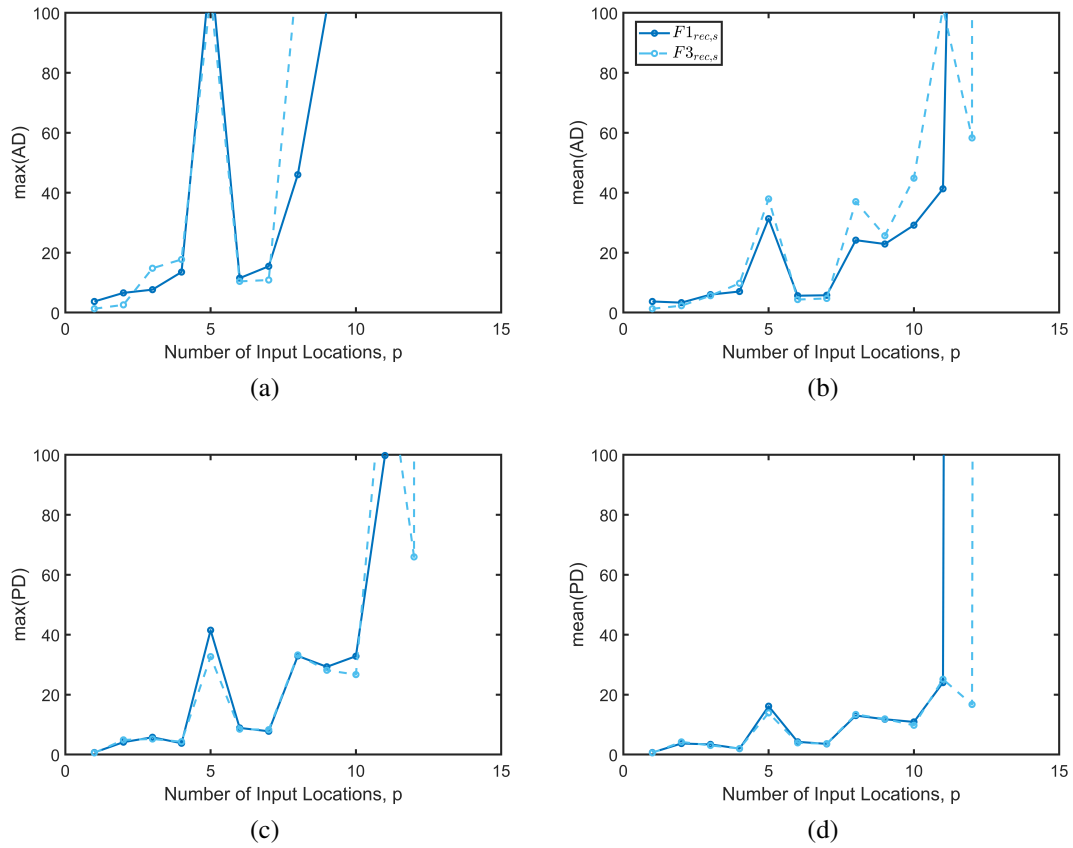 100
80
60
40
20
0
max(AD)
0 5 10 15
Number of Input Locations, p
(a)
100
80
60
40
20
0
mean(AD)
F1rec,s
F3rec,s
0 5 10 15
Number of Input Locations, p
(b)
100
80
60
40
20
0
max(PD)
0 5 10 15
Number of Input Locations, p
(c)
100
80
60
40
20
0
mean(PD)
0 5 10 15
Number of Input Locations, p
(d)